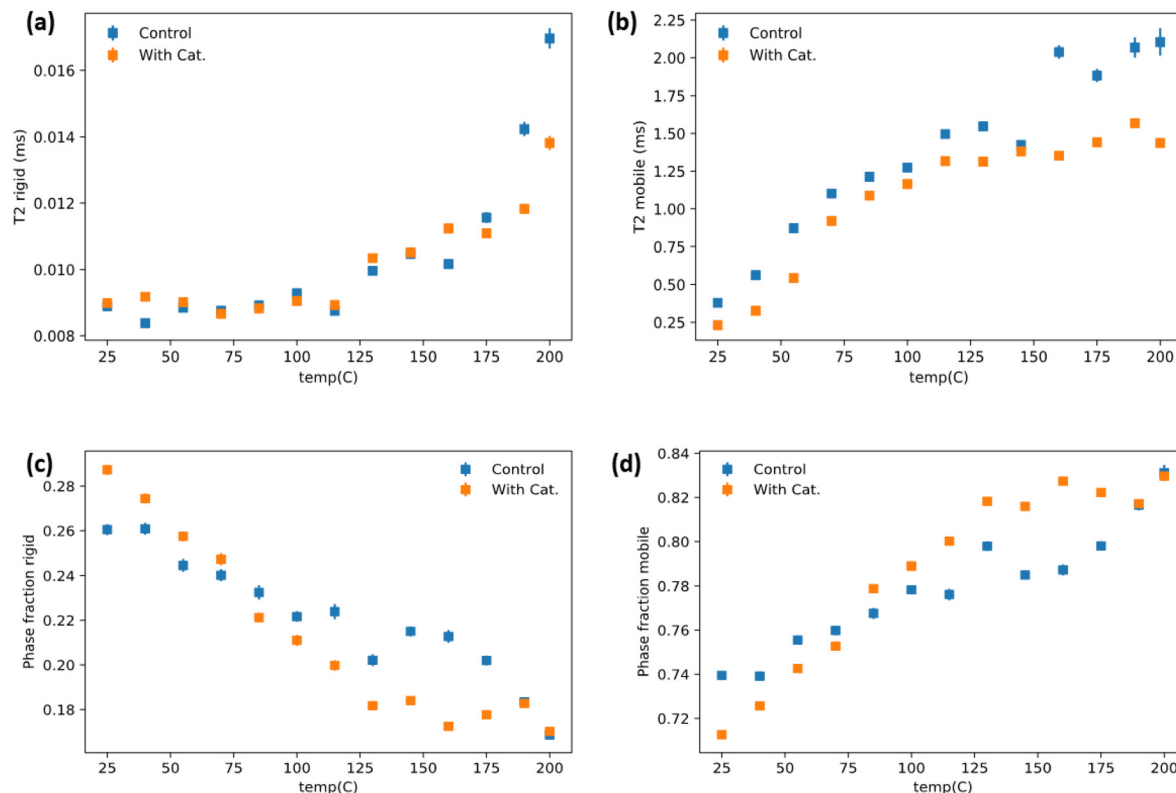 (a)
Control
With Cat.
T2 rigid (ms)
0.016
0.014
0.012
0.010
0.008
25 50 75 100 125 150 175 200
temp(C)
(b)
Control
With Cat.
T2 mobile (ms)
2.25
2.00
1.75
1.50
1.25
1.00
0.75
0.50
0.25
25 50 75 100 125 150 175 200
temp(C)
(c)
Control
With Cat.
Phase fraction rigid
0.28
0.26
0.24
0.22
0.20
0.18
25 50 75 100 125 150 175 200
temp(C)
(d)
Control
With Cat.
Phase fraction mobile
0.84
0.82
0.80
0.78
0.76
0.74
0.72
25 50 75 100 125 150 175 200
temp(C)